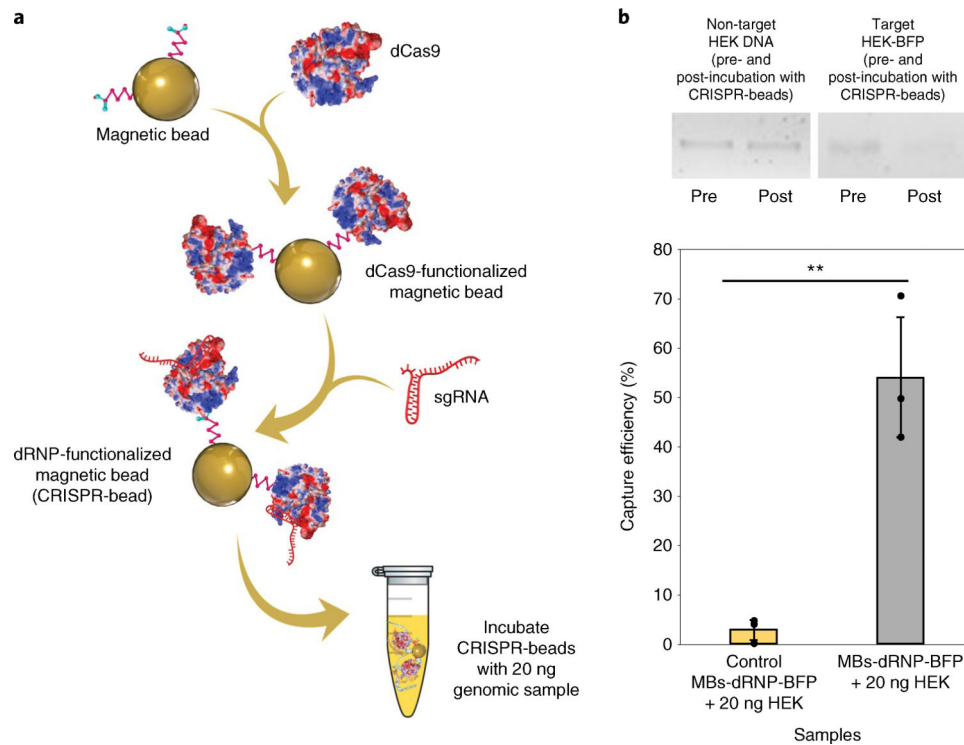 a
dCas9
Magnetic bead
dCas9-functionalized
magnetic bead
sgRNA
dRNP-functionalized
magnetic bead
(CRISPR-bead)
Incubate
CRISPR-beads
with 20 ng
genomic sample
b
Non-target
HEK DNA
(pre- and
post-incubation with
CRISPR-beads)
Target
HEK-BFP
(pre- and
post-incubation with
CRISPR-beads)
Pre
Post
Pre
Post
Capture efficiency (%)
80
70
60
50
40
30
20
10
0
**
Control
MBs-dRNP-BFP
+ 20 ng HEK
MBs-dRNP-BFP
+ 20 ng HEK
Samples